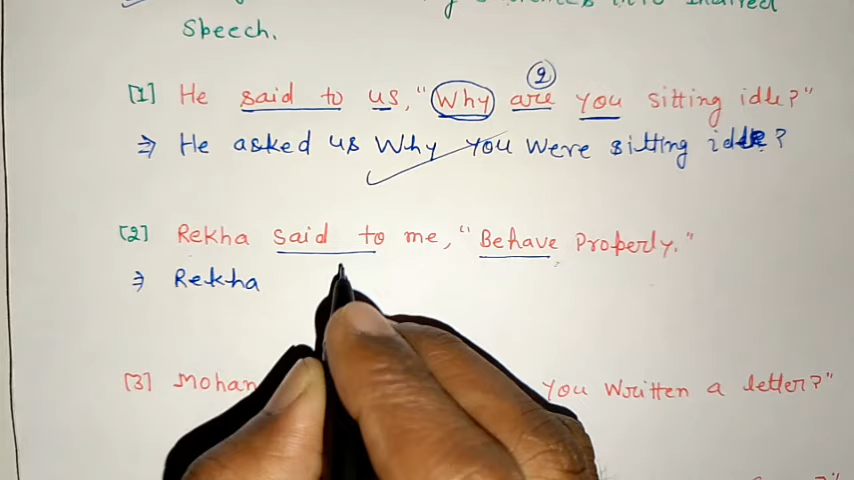 Speech.
[1] He said to us, "Why are you sitting idle?"
2
⇒ He asked us Why you were sitting idle?
[2] Rekha said to me, "Behave Properly."
⇒ Rekha
[3] Mohan you Written a letter?"